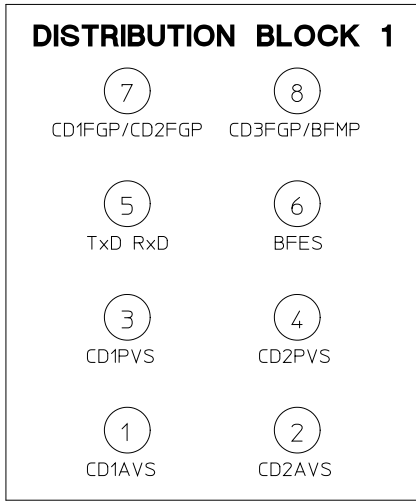 DISTRIBUTION BLOCK 1
7 8
CD1FGP/CD2FGP CD3FGP/BFMP
5 6
TxD RxD BFES
3 4
CD1PVS CD2PVS
1 2
CD1AVS CD2AVS